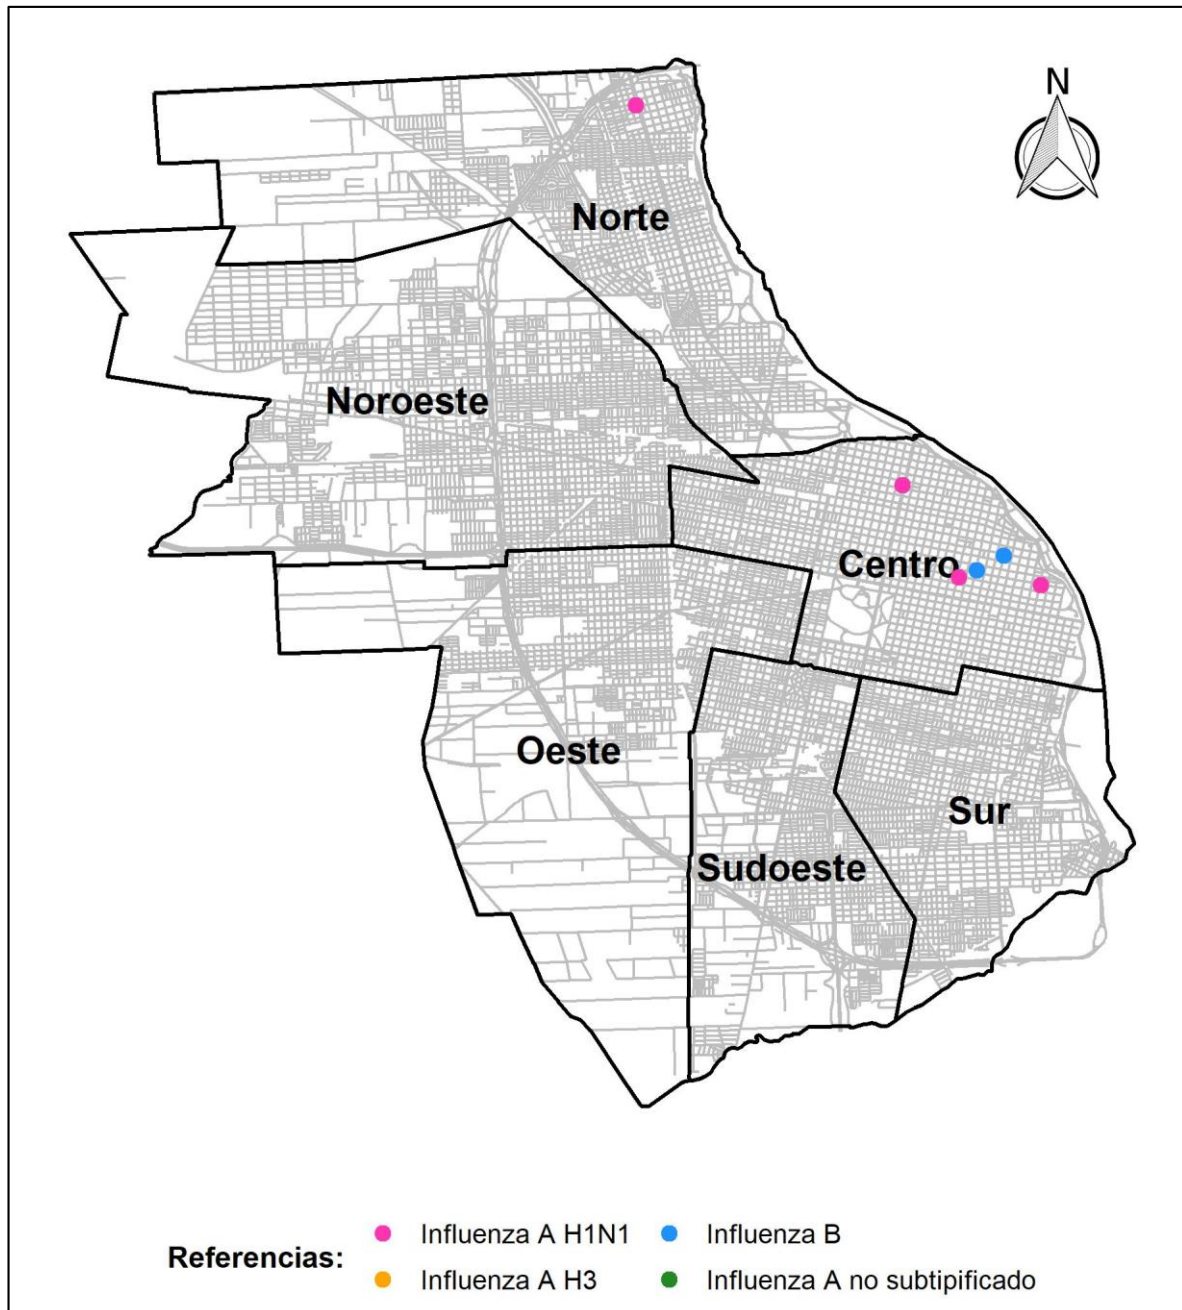 N
Norte
Noroeste
Centro
Oeste
Sur
Sudoeste
Referencias:
Influenza A H1N1
Influenza B
Influenza A H3
Influenza A no subtipificado